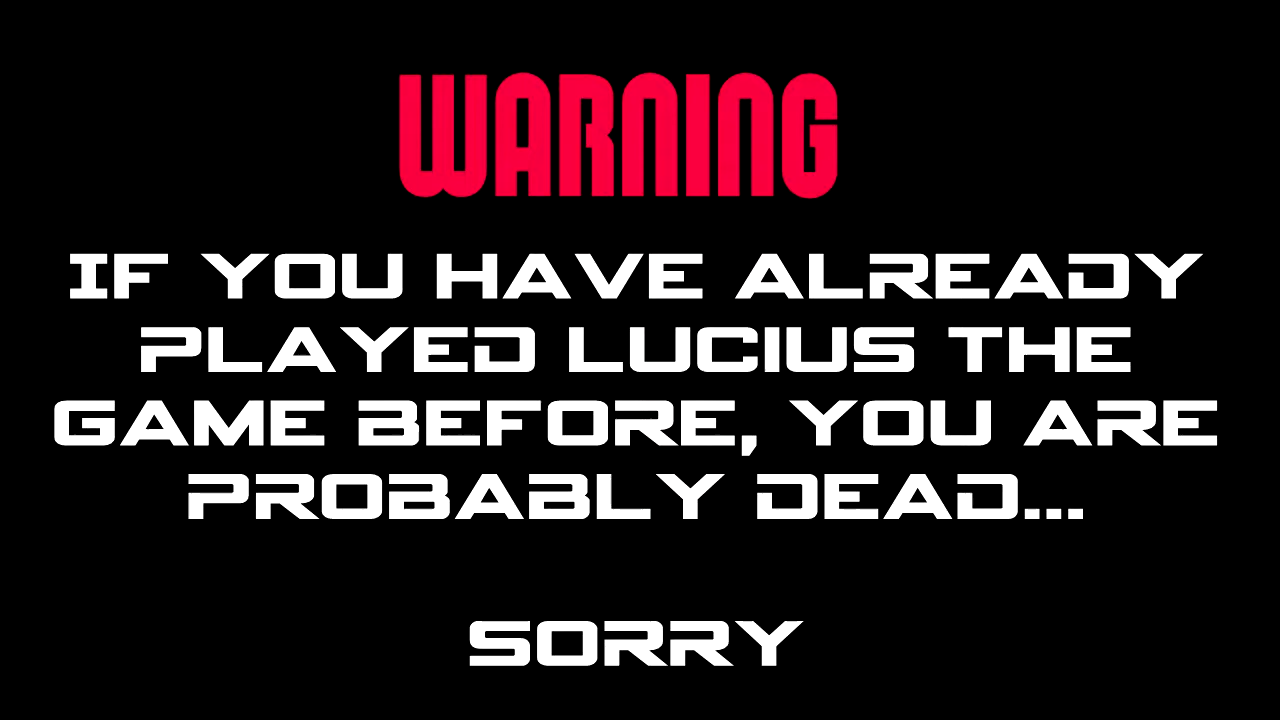 WARNING
IF YOU HAVE ALREADY
PLAYED LUCIUS THE
GAME BEFORE, YOU ARE
PROBABLY DEAD...
SORRY